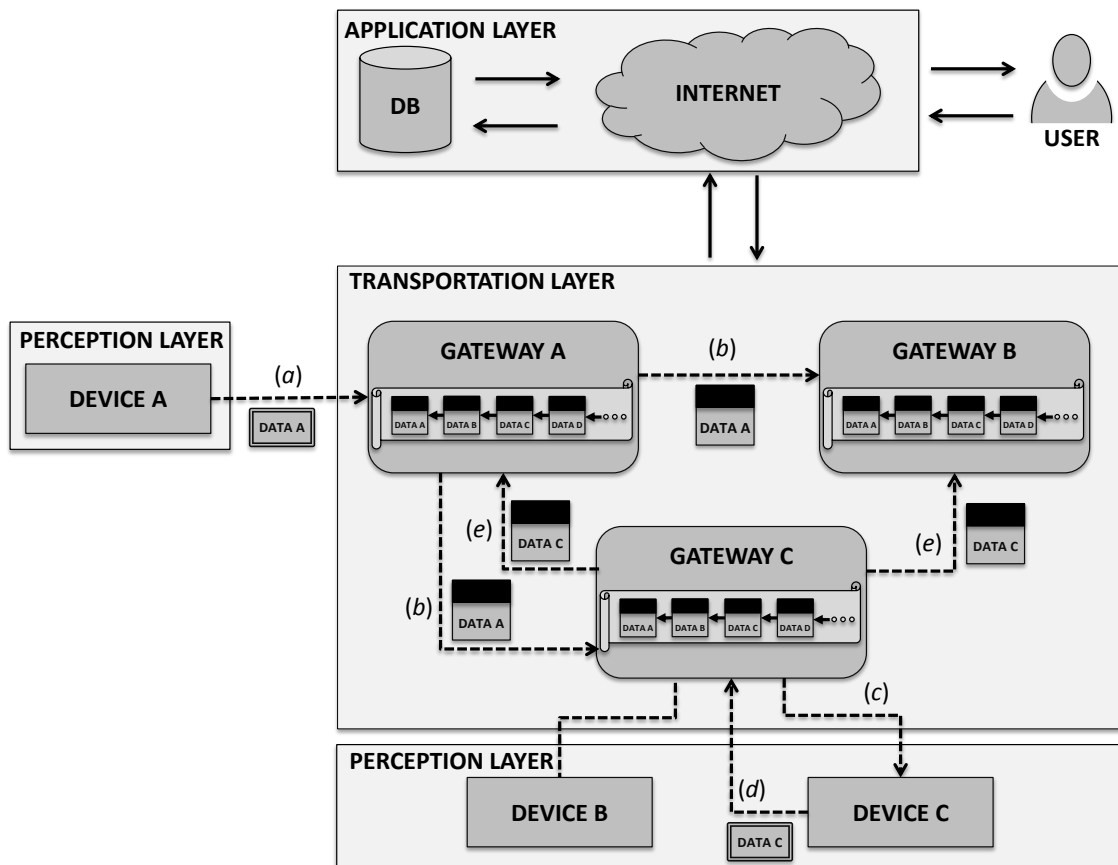 APPLICATION LAYER
DB
INTERNET
USER
TRANSPORTATION LAYER
PERCEPTION LAYER
DEVICE A
(a)
DATA A
GATEWAY A
DATA A DATA B DATA C DATA D
(b)
DATA A
GATEWAY B
DATA A DATA B DATA C DATA D
(e)
DATA C
(b)
DATA A
GATEWAY C
DATA A DATA B DATA C DATA D
(e)
DATA C
(c)
PERCEPTION LAYER
DEVICE B
(d)
DATA C
DEVICE C